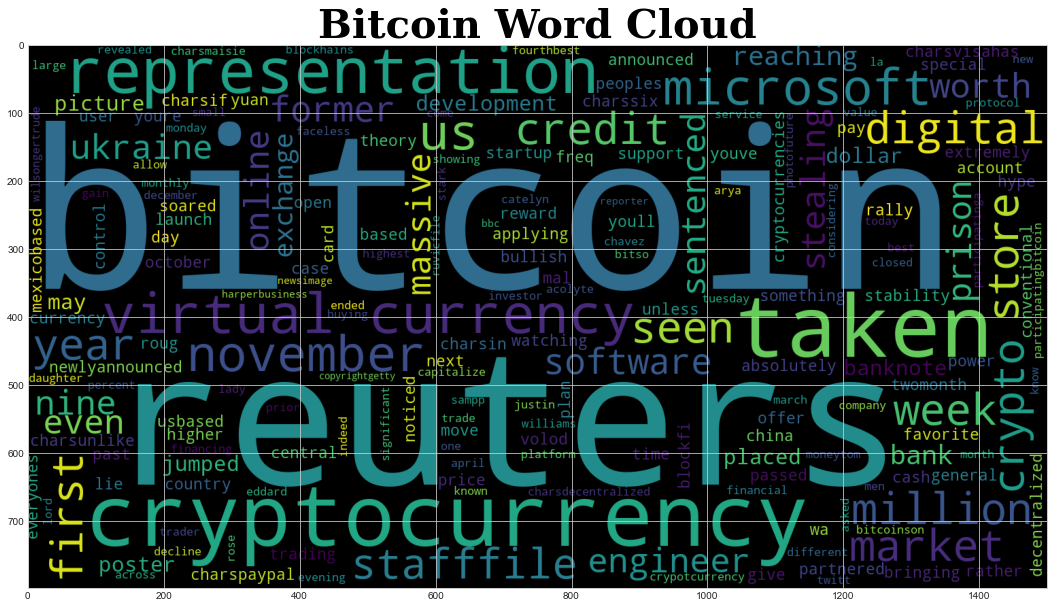 Bitcoin Word Cloud
0
100
200
300
400
500
600
700
0 200 400 600 800 1000 1200 1400
revealed charsmaisie blockhains fourthbest charsvisahas new
large representation announced reaching la special
peoples microsoft worth
picture charsif yuan former development charssix protocol
user youre small come service value
monday faceless theory us credit pay digital
ukraine startup freq support youve dollar extremely
allow showing account
willsongertrude online exchange massive stark sentenced cryptocurrencies photoruture stealing
bitcoin
gain monthly december soared open catelyn reporter arya hype
control launch reward youll rally today
day card based bbc applying chavez considering prison store
mexicobased october case highest bullish bitso best closed conventional
newsimage mal
may harperbusiness ended investor acolyte tuesday something stability participatingbitcoin
currency virtual currency buying unless
year roug november charsin watching seen taken
newlyannounced next capitalize software absolutely banknote power
daughter percent lady copyrightgetty twomonth know crypto
nine prior noticed significant sampp justin plan march company week
even usbased trade williams offer favorite
charsunlike higher indeed move volod china
past financing central one platform time blockfi placed moneytom bank month
first lie jumped april passed cash general
everyones lord country eddard price known charsdecentralized financial men
reuters
cryptocurrency million decentralized
trader wa asked bitcoinson
decline rose trading engineer different market
poster across charspaypal evening stafffile crypotcurrency give partnered twitt bringing rather